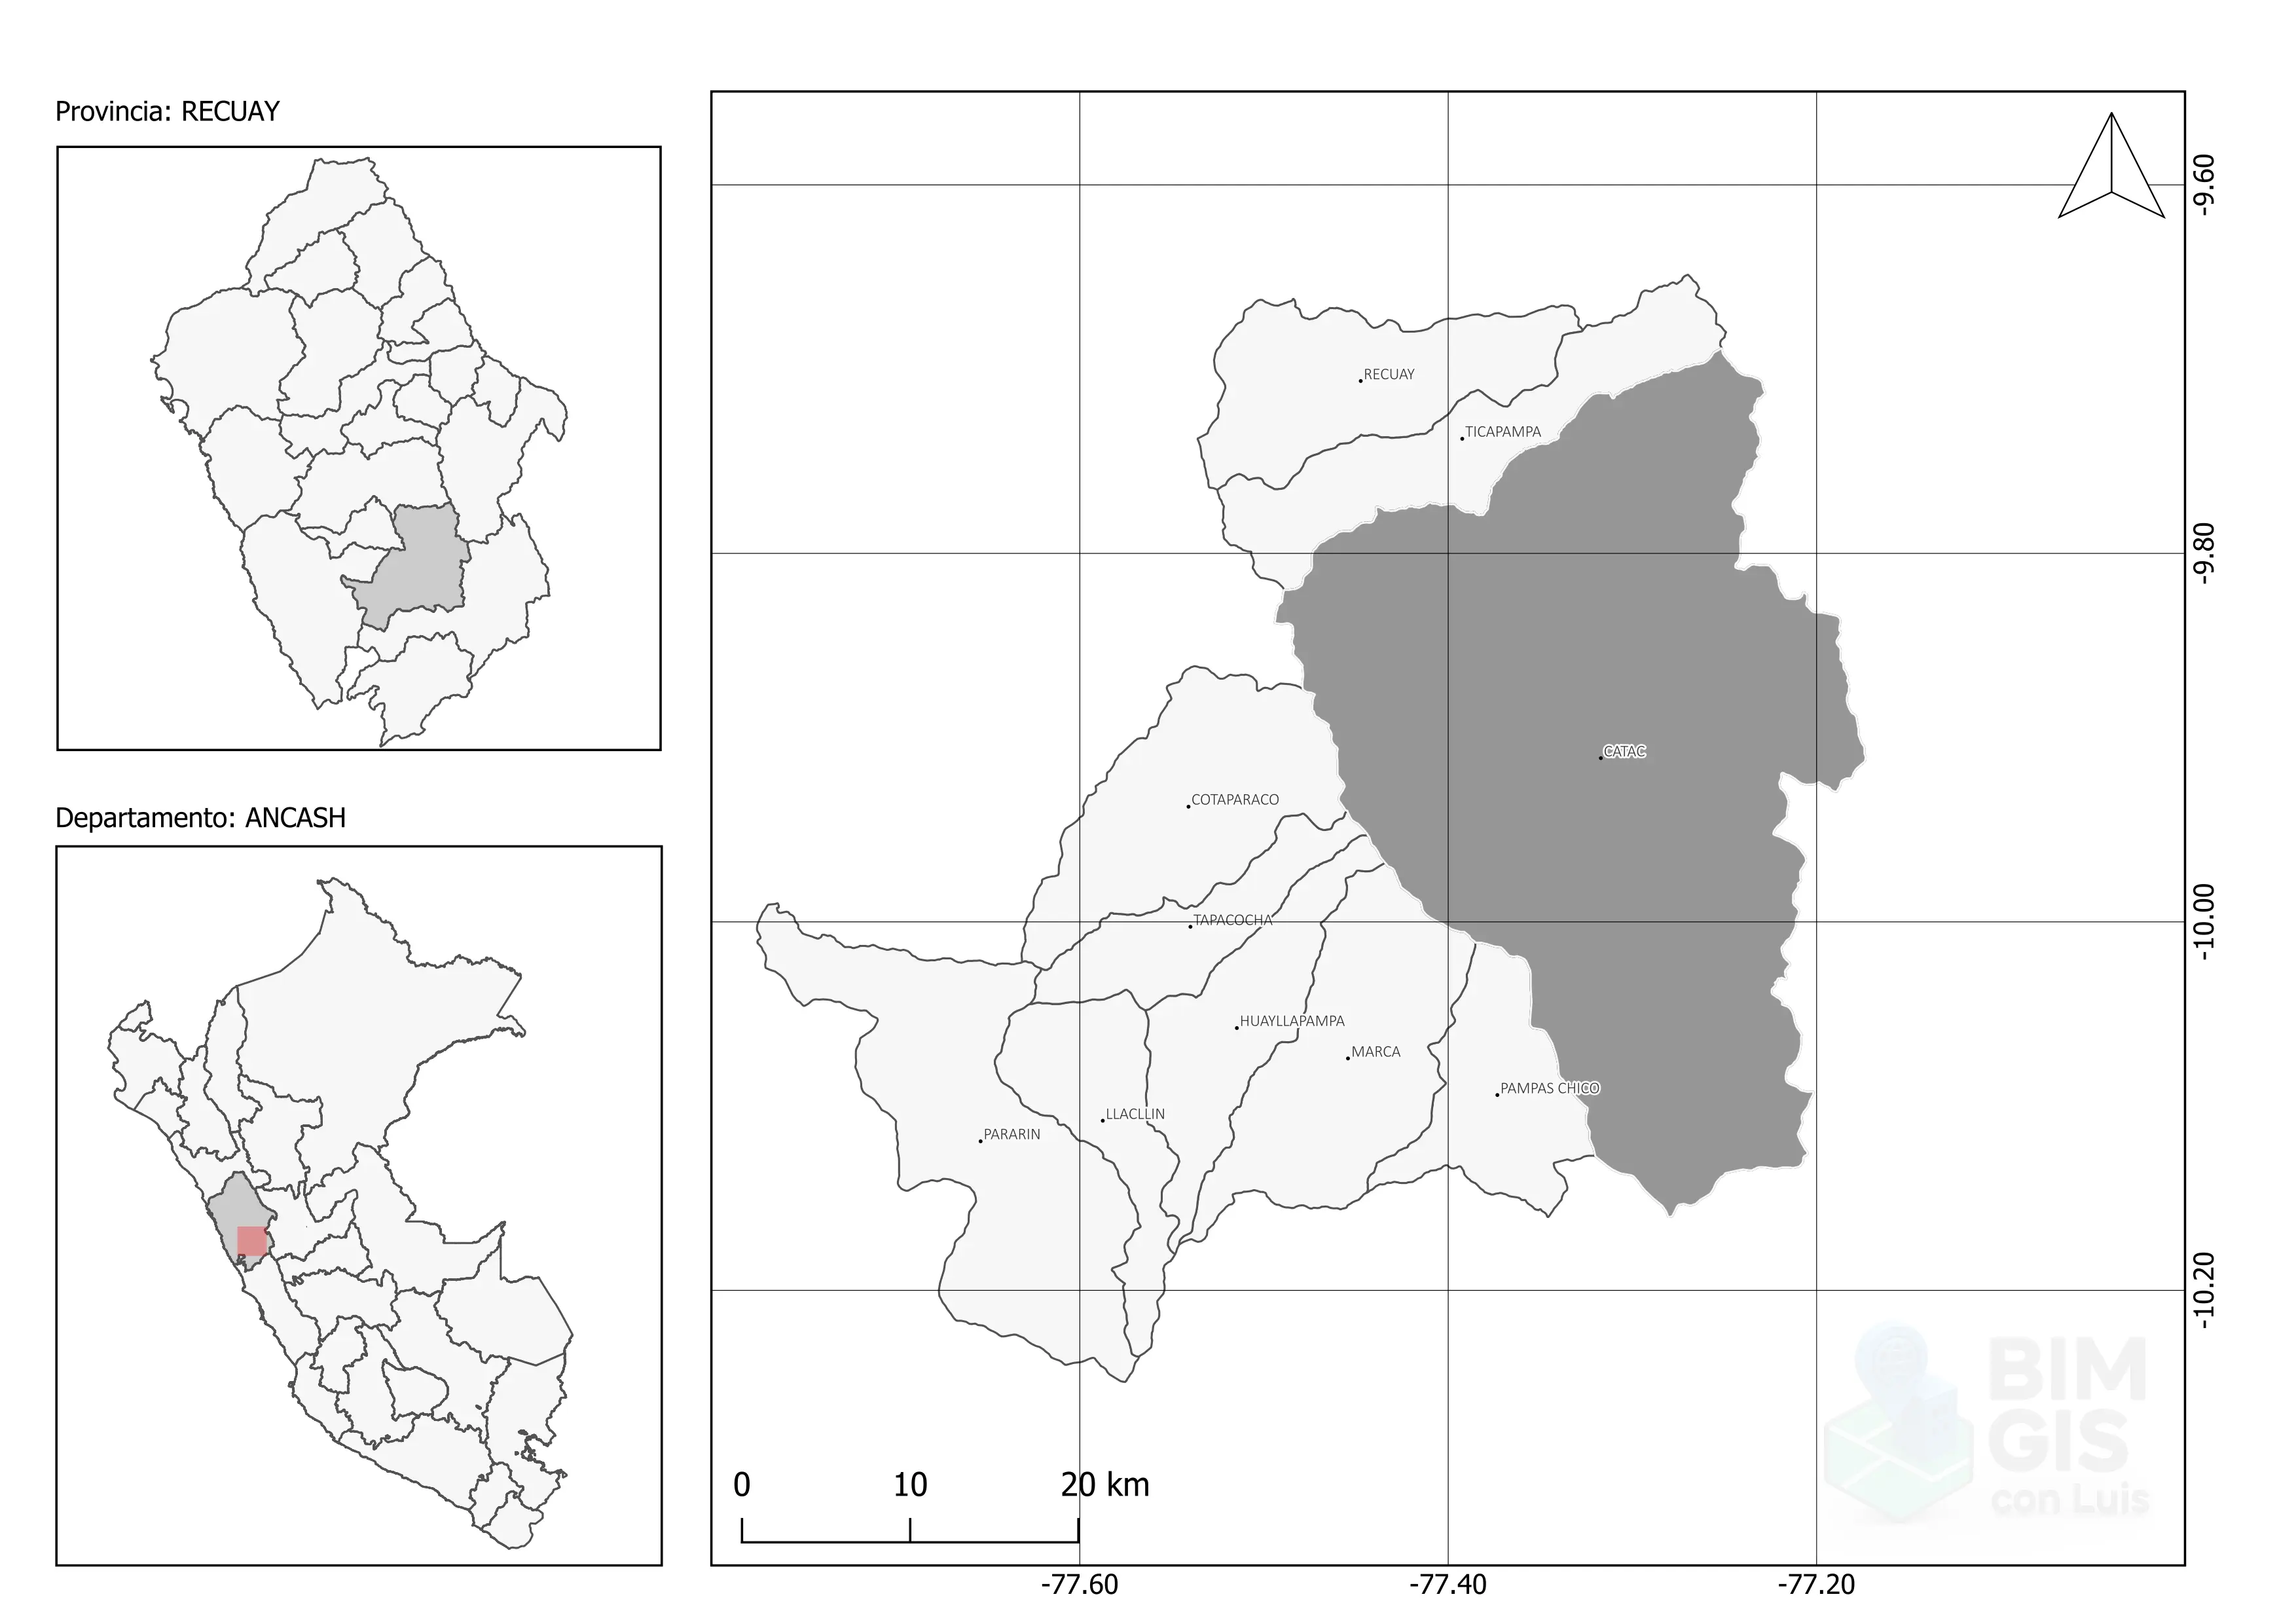 Provincia: RECUAY
Departamento: ANCASH
RECUAY
TICAPAMPA
CATAC
COTAPARACO
TAPACOCHA
HUAYLLAPAMPA
MARCA
PAMPAS CHICO
LLACLLIN
PARARIN
-9.60
-9.80
-10.00
-10.20
0 10 20 km
-77.60 -77.40 -77.20
BIM
GIS
con Luis